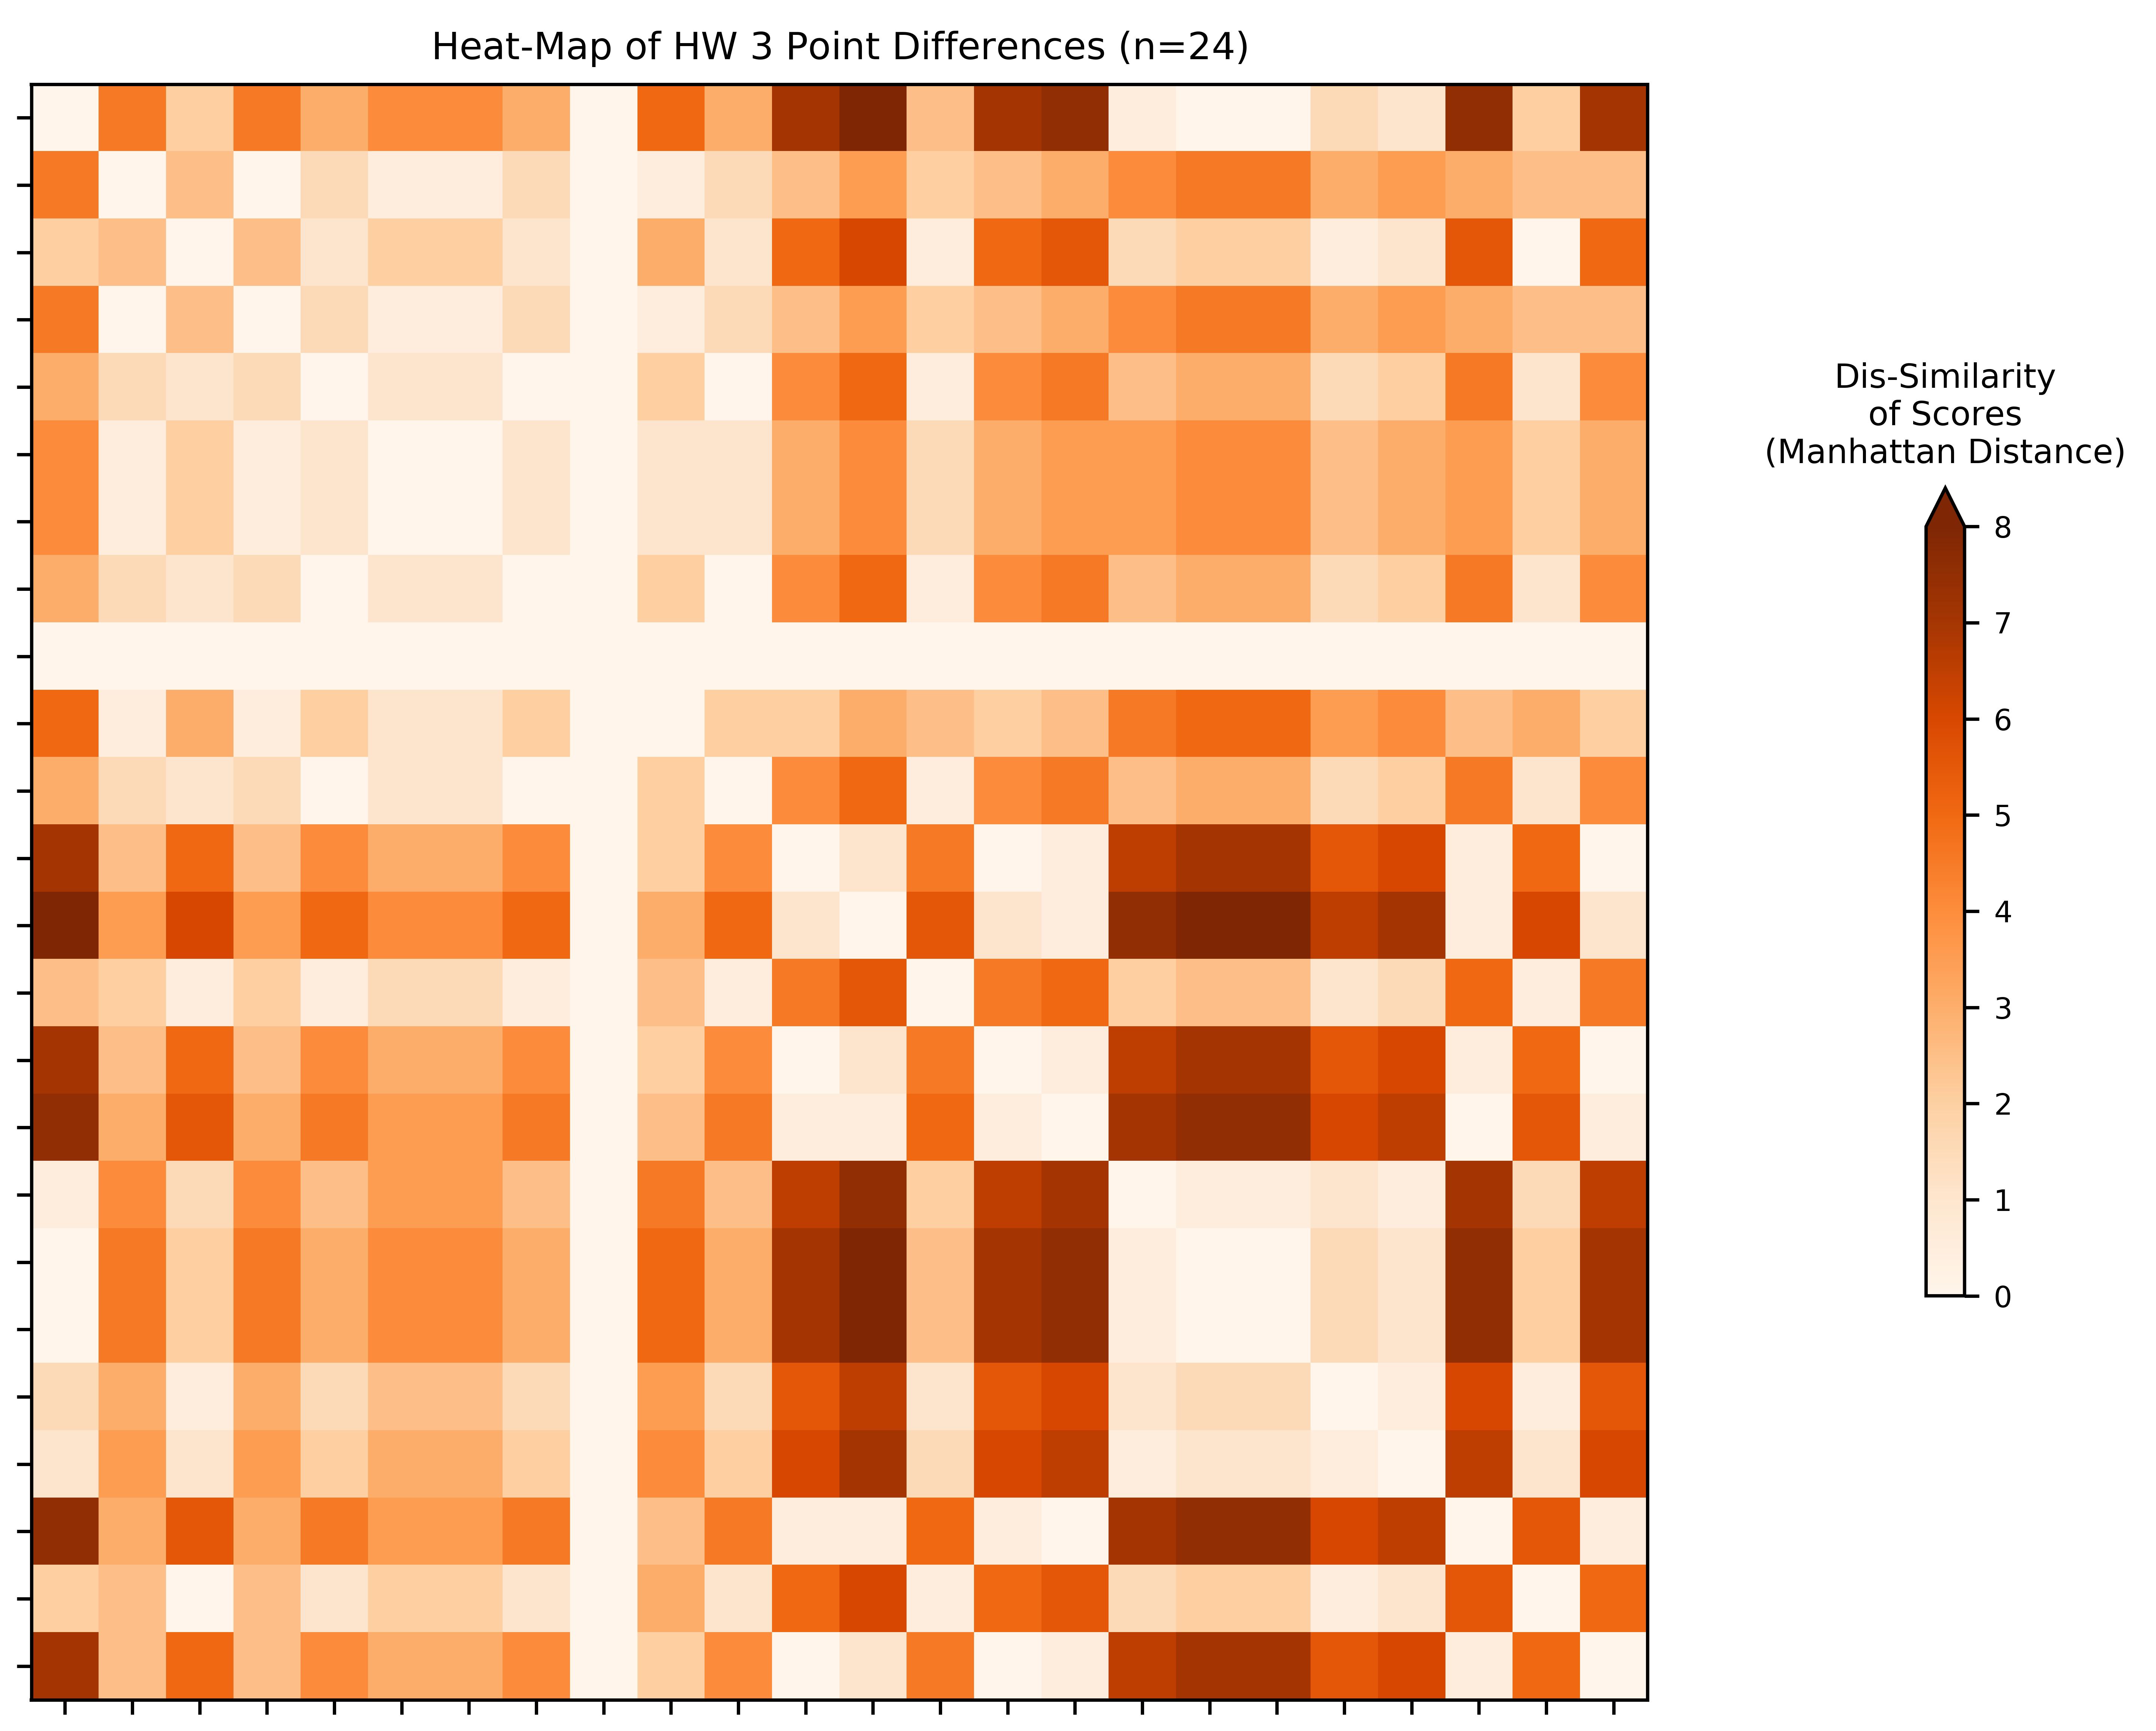 Heat-Map of HW 3 Point Differences (n=24)
Dis-Similarity
of Scores
(Manhattan Distance)
8
7
6
5
4
3
2
1
0